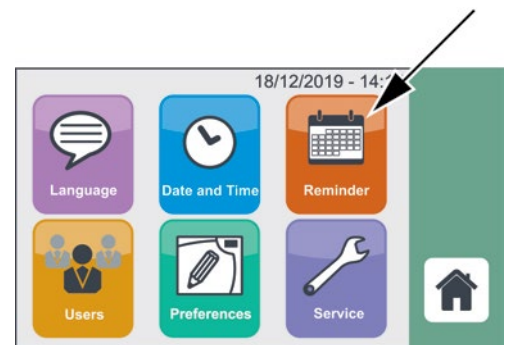 18/12/2019 - 14:
Language
Date and Time
Reminder
Users
Preferences
Service